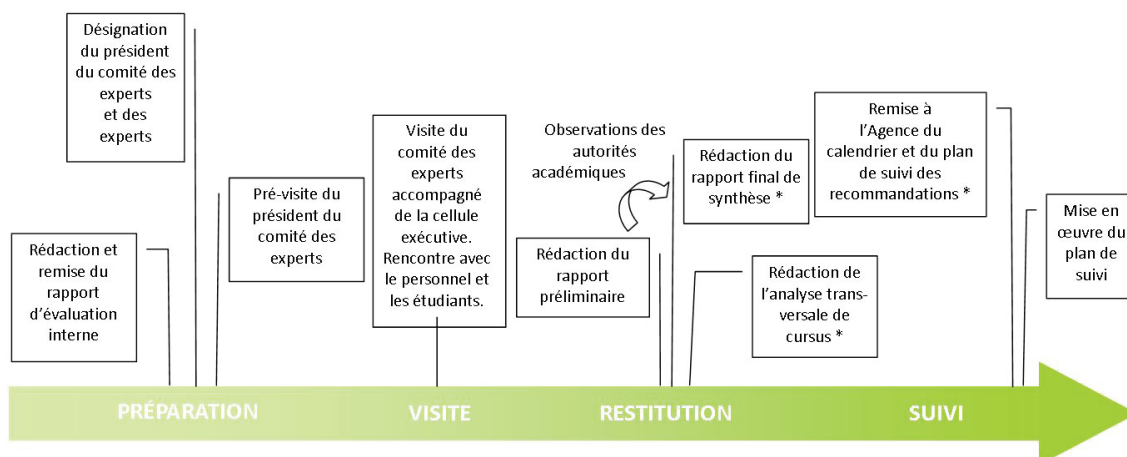 Désignation
du président
du comité des
experts
et des
experts
Rédaction et
remise du
rapport
d'évaluation
interne
Pré-visite du
président du
comité des
experts
Visite du
comité des
experts
accompagné
de la cellule
exécutive.
Rencontre avec
le personnel et
les étudiants.
Observations des
autorités
académiques
Rédaction du
rapport
préliminaire
Rédaction du
rapport final de
synthèse *
Rédaction de
l'analyse trans-
versale de
cursus *
Remise à
l'Agence du
calendrier et du
plan de suivi des
recommandations *
Mise en
œuvre du
plan de
suivi
PRÉPARATION
VISITE
RESTITUTION
SUIVI